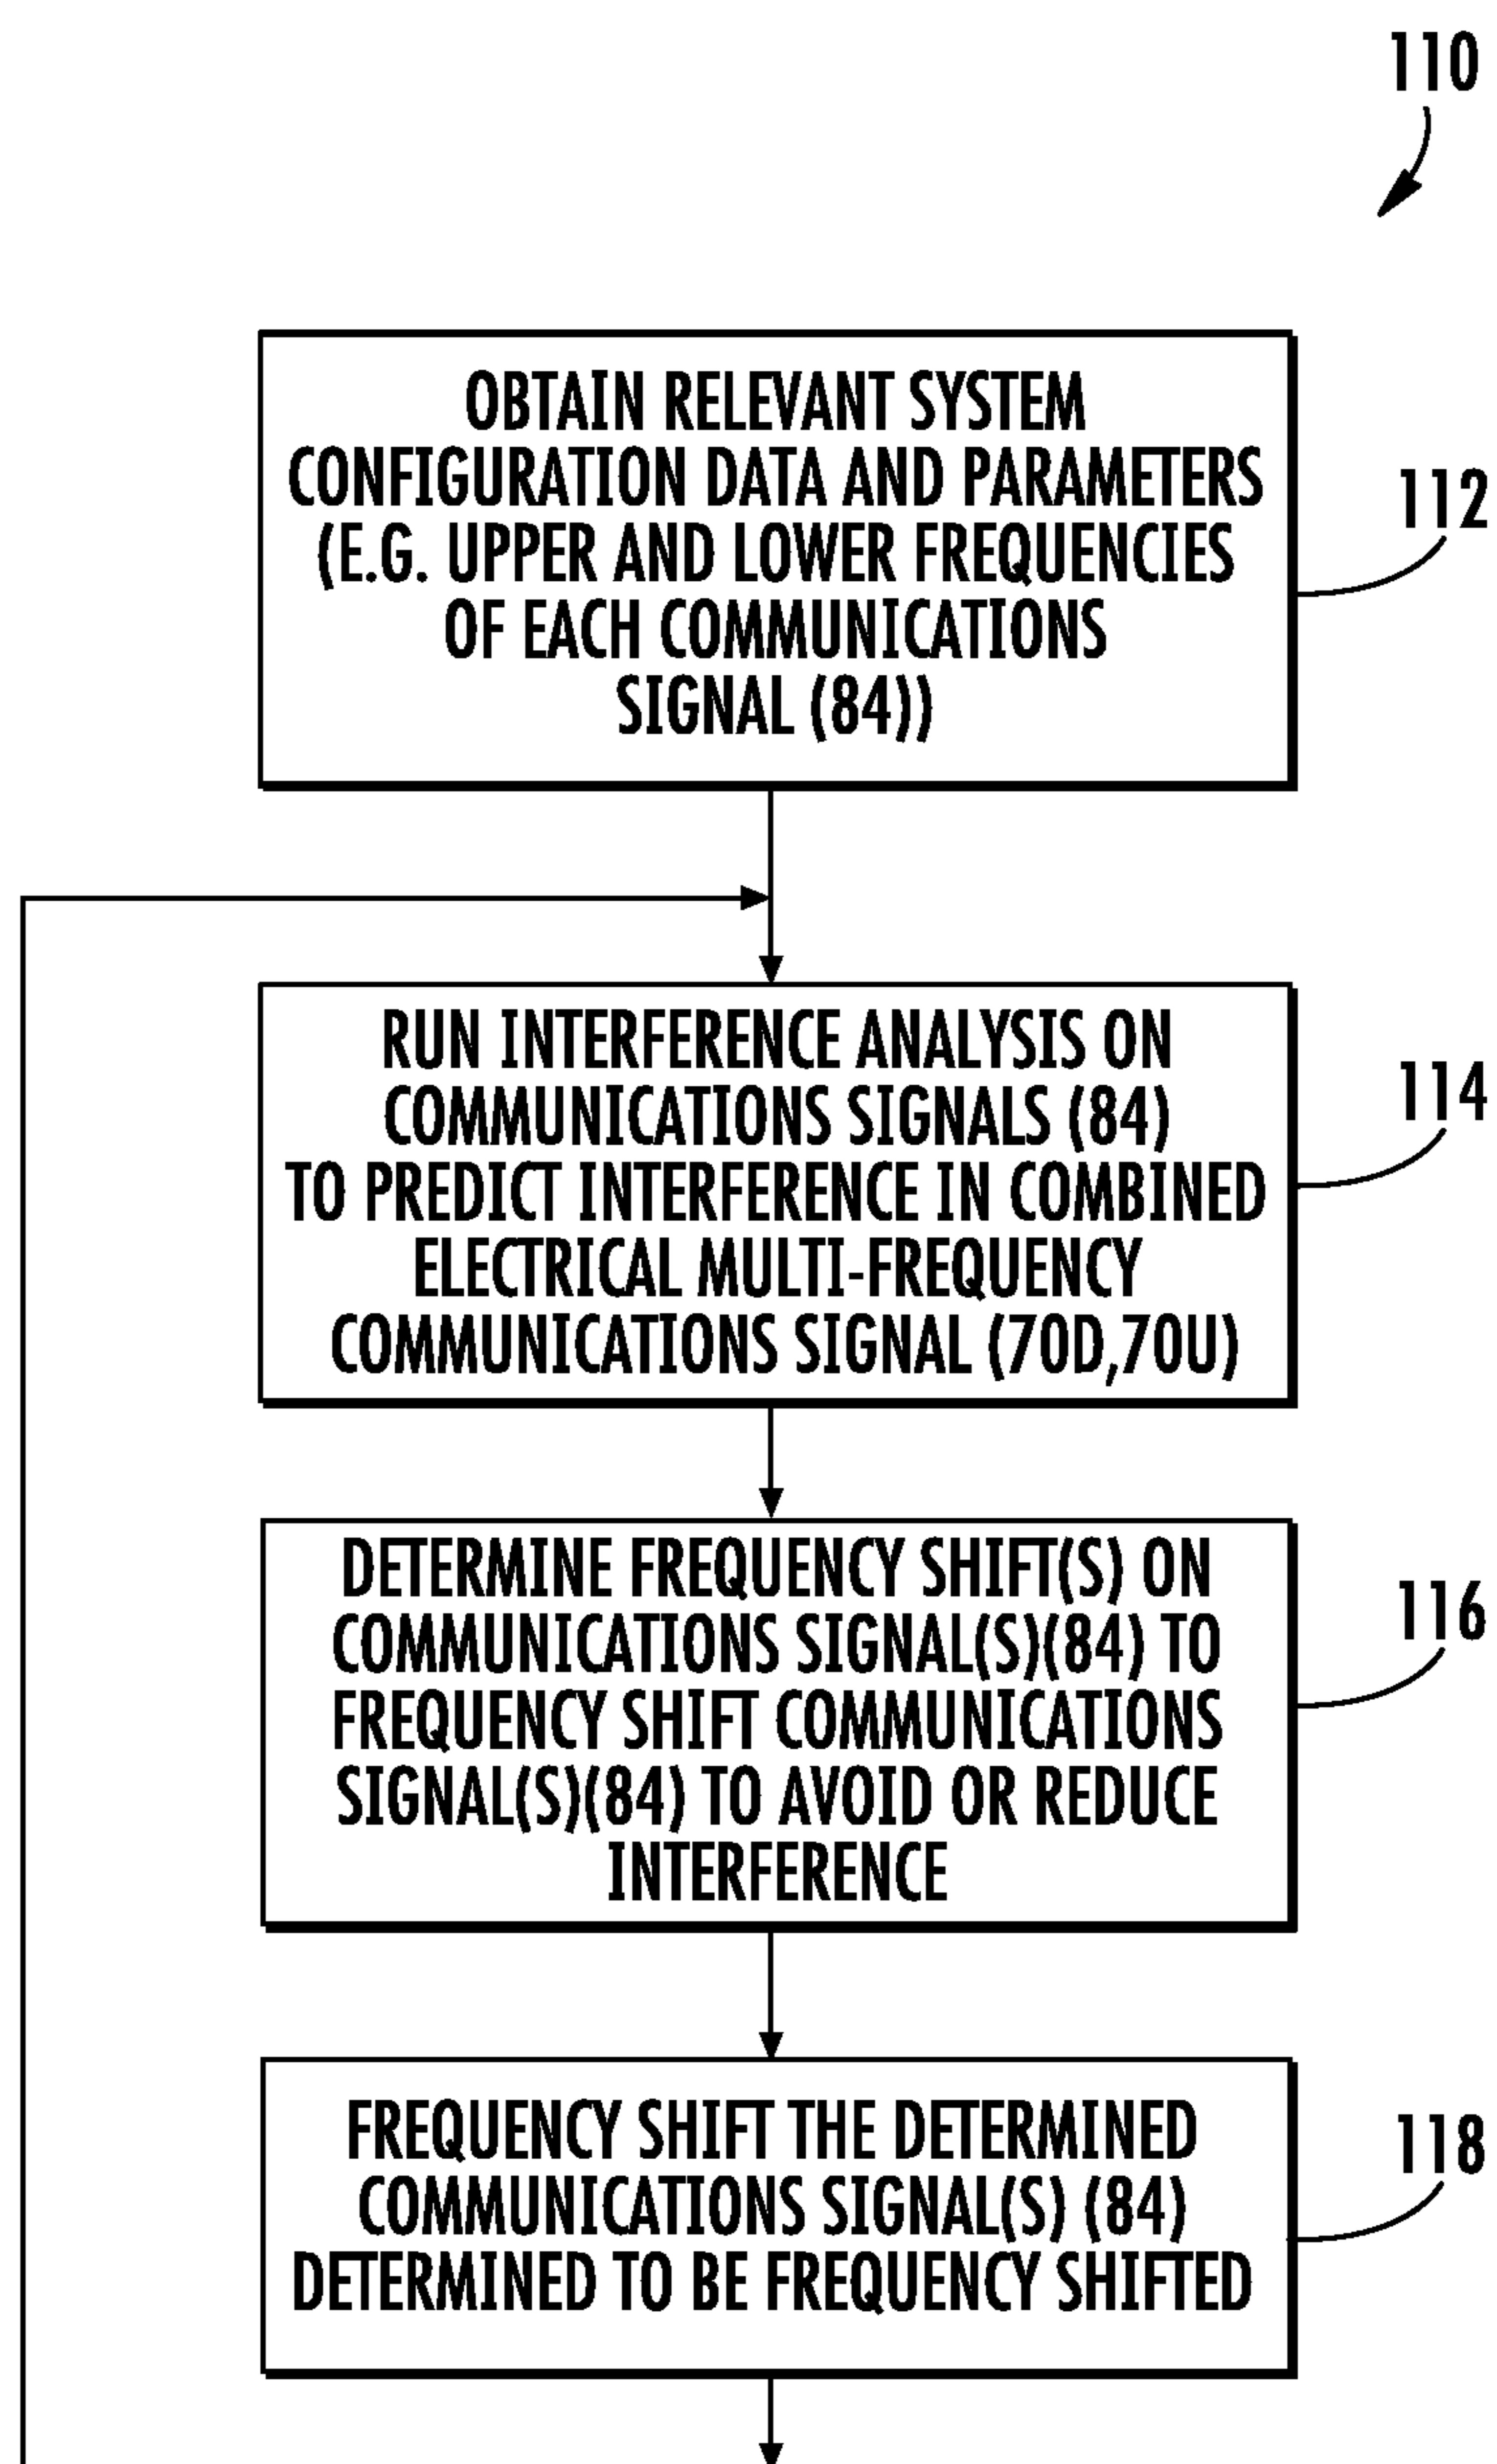 110
OBTAIN RELEVANT SYSTEM
CONFIGURATION DATA AND PARAMETERS
(E.G. UPPER AND LOWER FREQUENCIES
OF EACH COMMUNICATIONS
SIGNAL (84))
112
RUN INTERFERENCE ANALYSIS ON
COMMUNICATIONS SIGNALS (84)
TO PREDICT INTERFERENCE IN COMBINED
ELECTRICAL MULTI-FREQUENCY
COMMUNICATIONS SIGNAL (70D,70U)
114
DETERMINE FREQUENCY SHIFT(S) ON
COMMUNICATIONS SIGNAL(S)(84) TO
FREQUENCY SHIFT COMMUNICATIONS
SIGNAL(S)(84) TO AVOID OR REDUCE
INTERFERENCE
116
FREQUENCY SHIFT THE DETERMINED
COMMUNICATIONS SIGNAL(S) (84)
DETERMINED TO BE FREQUENCY SHIFTED
118